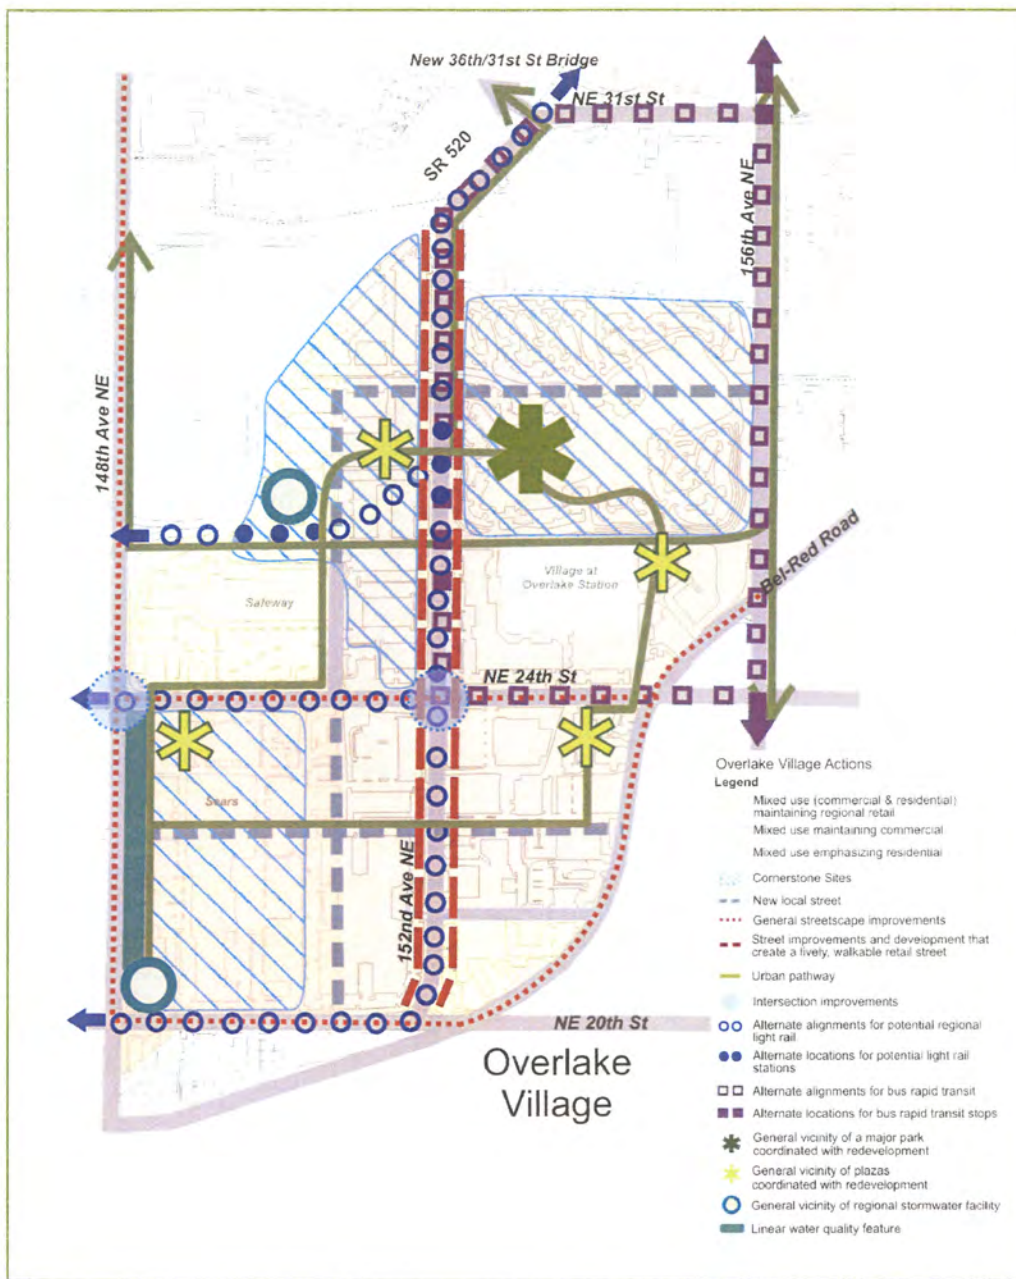 New 36th/31st St Bridge
NE 31st St
SR 520
156th Ave NE
148th Ave NE
Bel-Red Road
Village at
Overlake Station
Safeway
NE 24th St
Sears
152nd Ave NE
NE 20th St
Overlake
Village
Overlake Village Actions
Legend
Mixed use (commercial & residential)
maintaining regional retail
Mixed use maintaining commercial
Mixed use emphasizing residential
Cornerstone Sites
New local street
General streetscape improvements
Street improvements and development that
create a lively, walkable retail street
Urban pathway
Intersection improvements
Alternate alignments for potential regional
light rail
Alternate locations for potential light rail
stations
Alternate alignments for bus rapid transit
Alternate locations for bus rapid transit stops
General vicinity of a major park
coordinated with redevelopment
General vicinity of plazas
coordinated with redevelopment
General vicinity of regional stormwater facility
Linear water quality feature